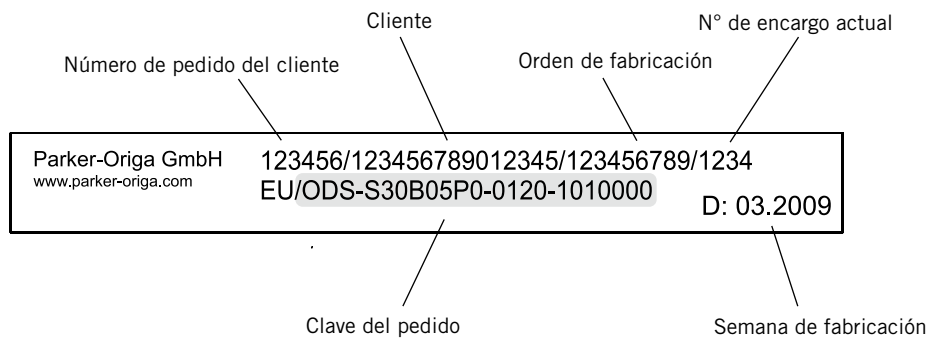 Cliente
N° de encargo actual
Número de pedido del cliente
Orden de fabricación
Parker-Origa GmbH
www.parker-origa.com
123456/123456789012345/123456789/1234
EU/ODS-S30B05P0-0120-1010000
D: 03.2009
Clave del pedido
Semana de fabricación